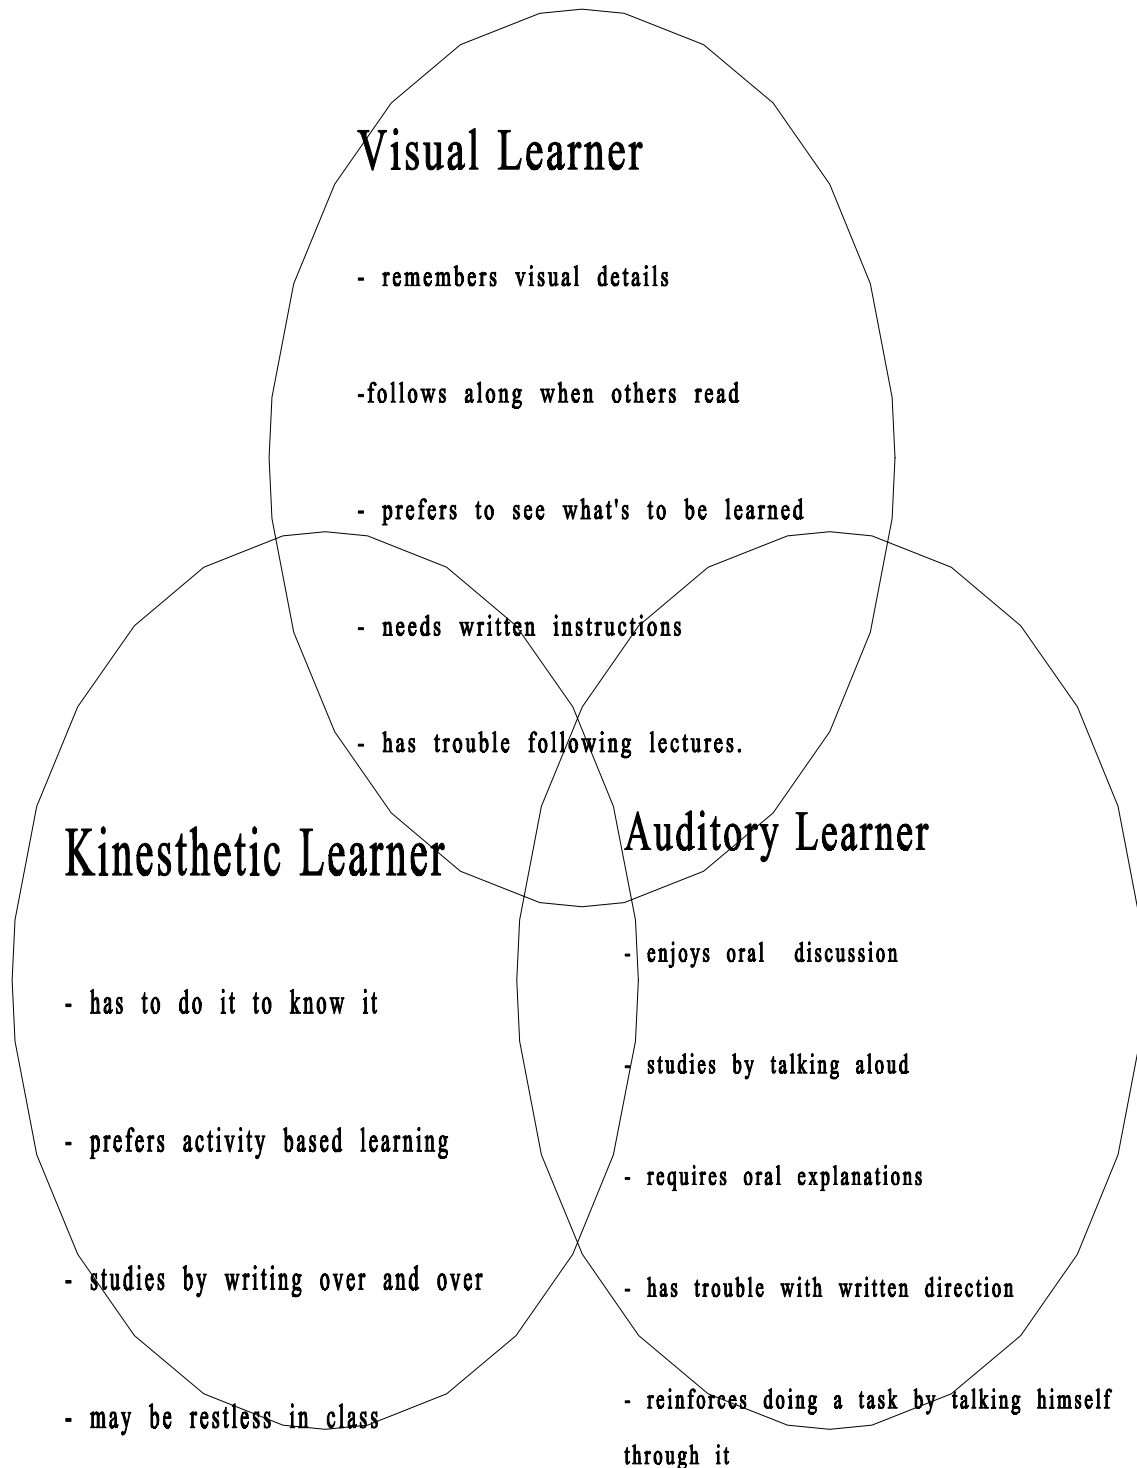 Visual Learner
- remembers visual details
-follows along when others read
- prefers to see what's to be learned
- needs written instructions
- has trouble following lectures.
Kinesthetic Learner
- has to do it to know it
- prefers activity based learning
- studies by writing over and over
- may be restless in class
Auditory Learner
- enjoys oral discussion
- studies by talking aloud
- requires oral explanations
- has trouble with written direction
- reinforces doing a task by talking himself
through it